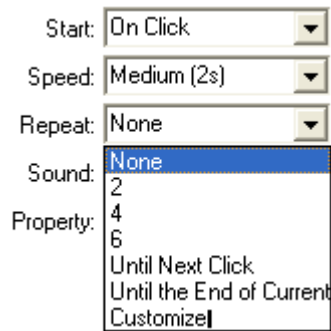 Start: On Click
Speed: Medium (2s)
Repeat: None
None
Sound:
2
4
Property:
6
Until Next Click
Until the End of Current
Customize